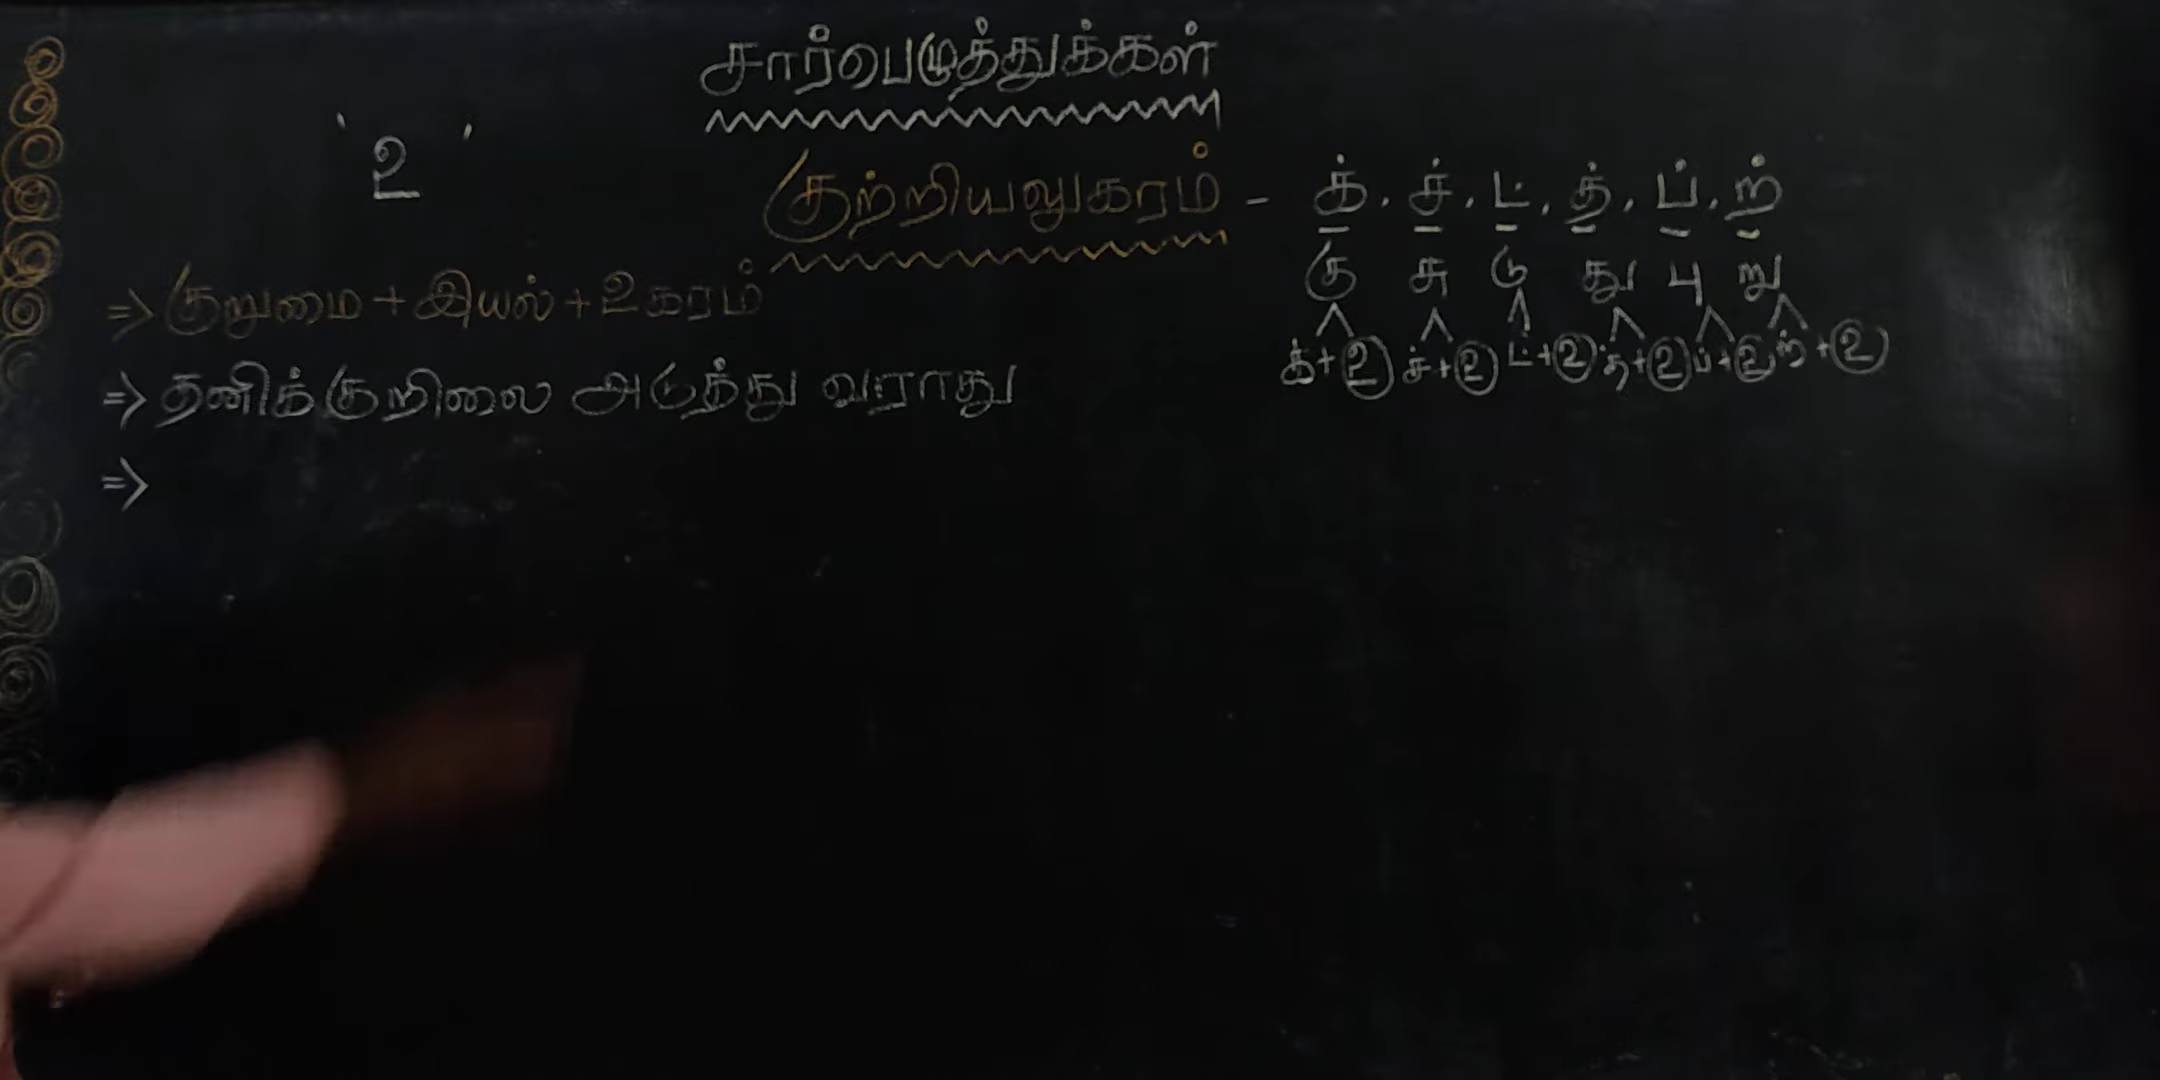 சார்பெழுத்துக்கள்
' உ '
குற்றியலுகரம் - க், ச், ட், த், ப், ற்
கு சு டு து பு று
=> குறுமை + இயல் + உகரம்
க் + உ ச் + உ ட் + உ த் + உ ப் + உ ற் + உ
=> தனிக்குறிலை அடுத்து வராது
=>